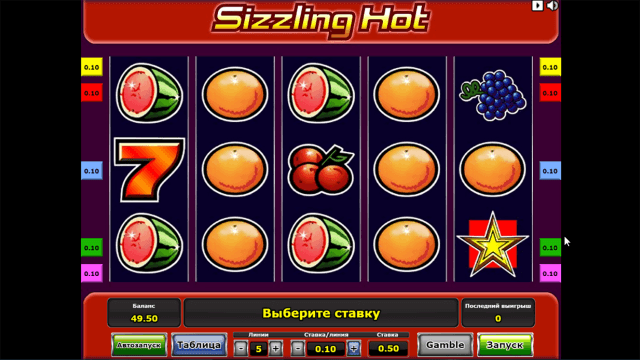 Sizzling Hot
0.10 0.10
0.10 0.10
7
0.10 0.10
0.10 0.10
0.10 0.10
Баланс
49.50
Выберите ставку
Последний выигрыш
0
Автозапуск
Таблица
Линии
- 5 +
Ставка/линия
- 0.10 +
Ставка
0.50
Gamble
Запуск